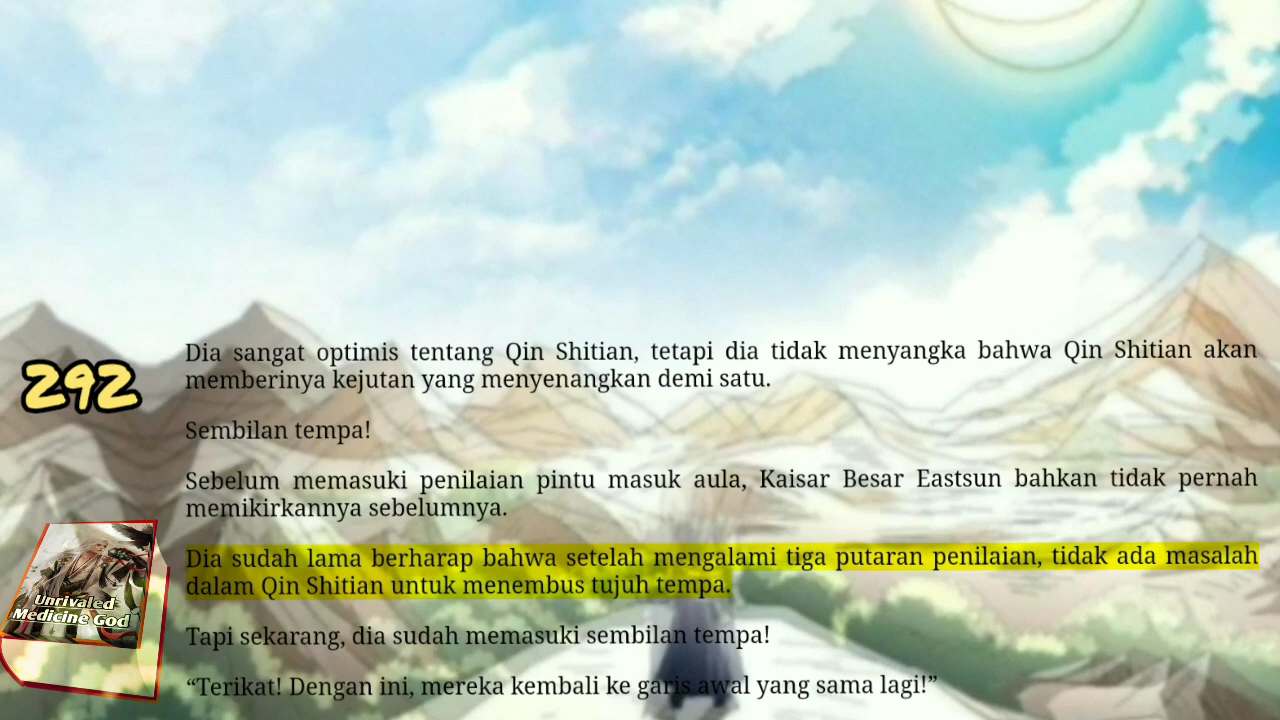 Dia sangat optimis tentang Qin Shitian, tetapi dia tidak menyangka bahwa Qin Shitian akan
memberinya kejutan yang menyenangkan demi satu.
292
Sembilan tempa!
Sebelum memasuki penilaian pintu masuk aula, Kaisar Besar Eastsun bahkan tidak pernah
memikirkannya sebelumnya.
Dia sudah lama berharap bahwa setelah mengalami tiga putaran penilaian, tidak ada masalah
dalam Qin Shitian untuk menembus tujuh tempa.
Unrivaled
Medicine God
Tapi sekarang, dia sudah memasuki sembilan tempa!
“Terikat! Dengan ini, mereka kembali ke garis awal yang sama lagi!”